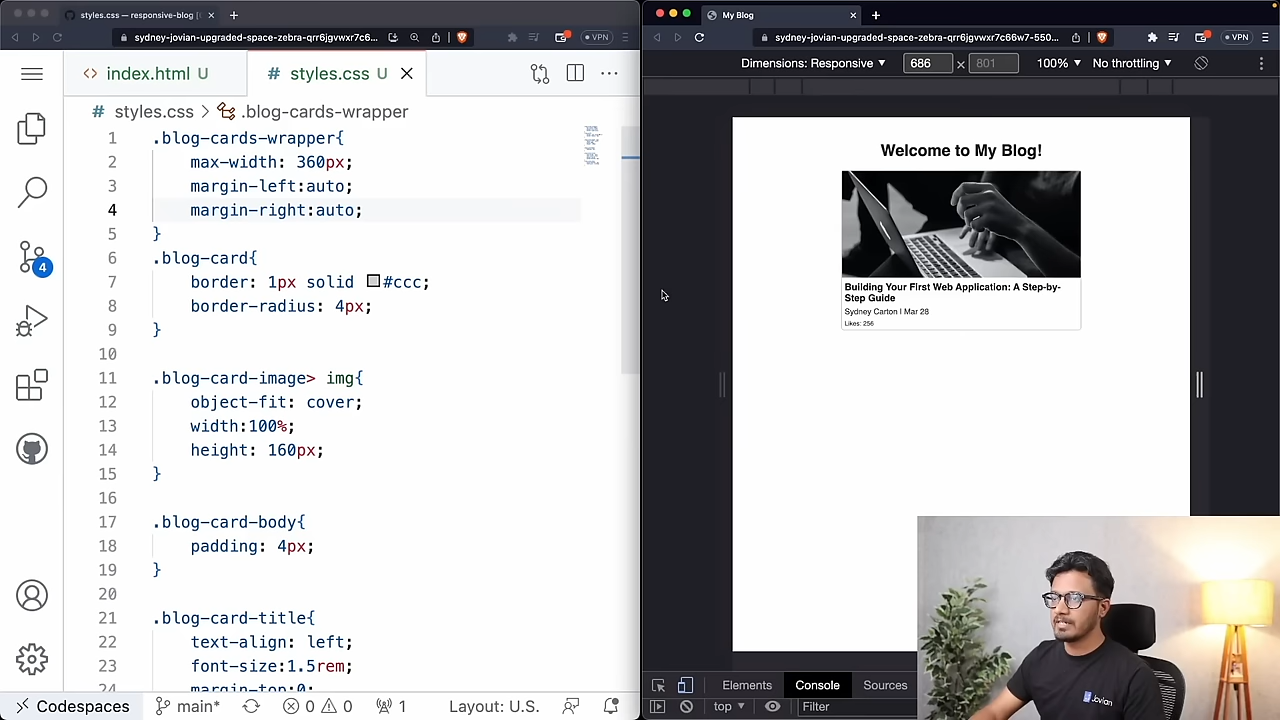 styles.css — responsive-blog [
sydney-jovian-upgraded-space-zebra-qrr6jgvwxr7c6...
VPN
index.html U
# styles.css U
# styles.css > .blog-cards-wrapper
1 .blog-cards-wrapper{
2 max-width: 360px;
3 margin-left:auto;
4 margin-right:auto;
5 }
6 .blog-card{
7 border: 1px solid #ccc;
8 border-radius: 4px;
9 }
10
11 .blog-card-image> img{
12 object-fit: cover;
13 width:100%;
14 height: 160px;
15 }
16
17 .blog-card-body{
18 padding: 4px;
19 }
20
21 .blog-card-title{
22 text-align: left;
23 font-size:1.5rem;
24 margin-top:0;
4
Codespaces
main*
0
0
1
Layout: U.S.
My Blog
sydney-jovian-upgraded-space-zebra-qrr6jgvwxr7c66w7-550...
VPN
Dimensions: Responsive ▼ 686 × 801 100% ▼ No throttling ▼
Welcome to My Blog!
Building Your First Web Application: A Step-by-
Step Guide
Sydney Carton | Mar 28
Likes: 256
Elements
Console
Sources
top ▼
Filter
Jovian